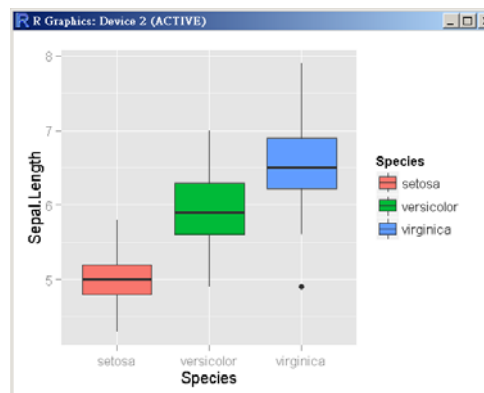 R Graphics: Device 2 (ACTIVE)
8
7
6
5
Sepal.Length
setosa
versicolor
virginica
Species
Species
setosa
versicolor
virginica